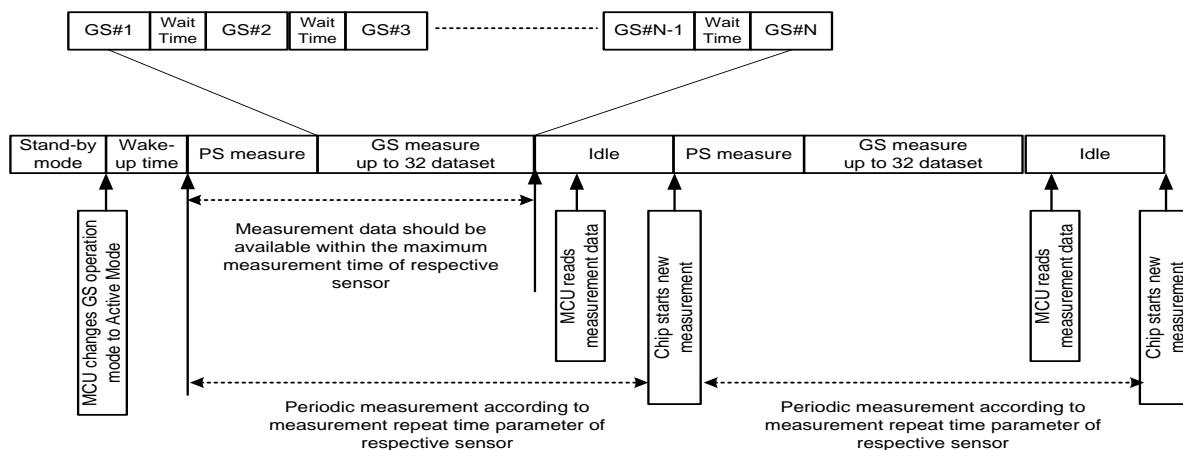 GS#1
Wait
Time
GS#2
Wait
Time
GS#3
GS#N-1
Wait
Time
GS#N
Stand-by
mode
Wake-
up time
PS measure
GS measure
up to 32 dataset
Idle
PS measure
GS measure
up to 32 dataset
Idle
MCU changes GS operation
mode to Active Mode
Measurement data should be
available within the maximum
measurement time of respective
sensor
MCU reads
measurement data
Chip starts new
measurement
MCU reads
measurement data
Chip starts new
measurement
Periodic measurement according to
measurement repeat time parameter of
respective sensor
Periodic measurement according to
measurement repeat time parameter of
respective sensor